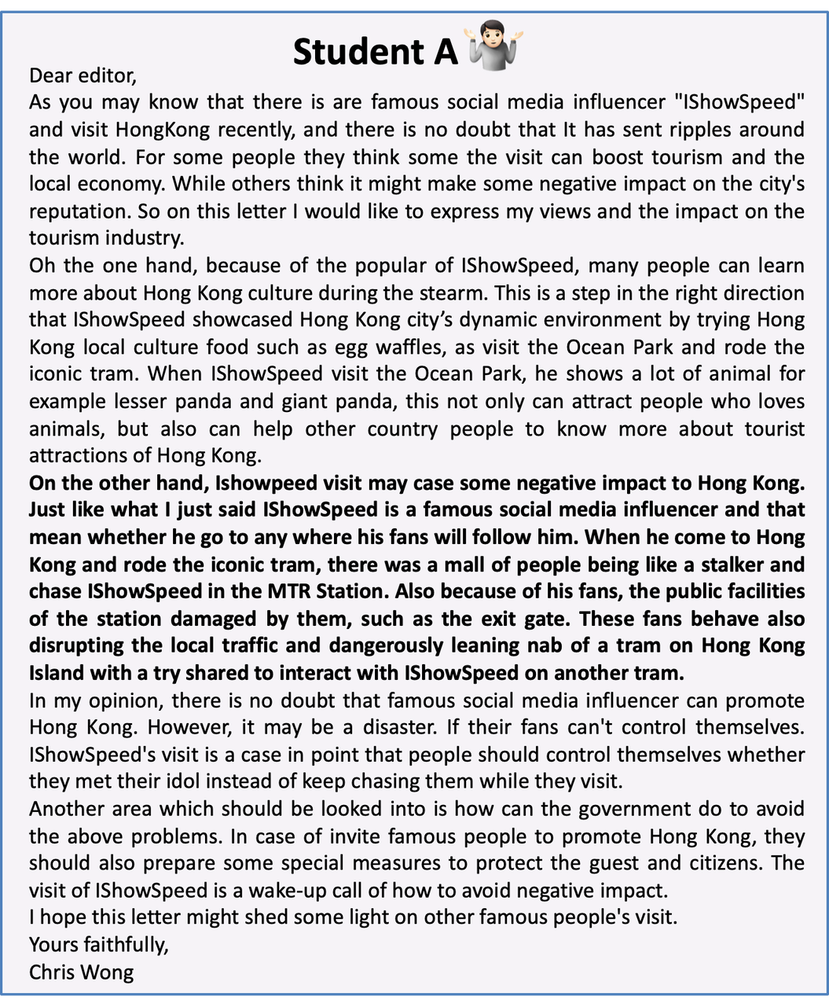 Student A
Dear editor,
As you may know that there is are famous social media influencer "IShowSpeed"
and visit HongKong recently, and there is no doubt that It has sent ripples around
the world. For some people they think some the visit can boost tourism and the
local economy. While others think it might make some negative impact on the city's
reputation. So on this letter I would like to express my views and the impact on the
tourism industry.
Oh the one hand, because of the popular of IShowSpeed, many people can learn
more about Hong Kong culture during the stearm. This is a step in the right direction
that IShowSpeed showcased Hong Kong city’s dynamic environment by trying Hong
Kong local culture food such as egg waffles, as visit the Ocean Park and rode the
iconic tram. When IShowSpeed visit the Ocean Park, he shows a lot of animal for
example lesser panda and giant panda, this not only can attract people who loves
animals, but also can help other country people to know more about tourist
attractions of Hong Kong.
On the other hand, Ishowpeed visit may case some negative impact to Hong Kong.
Just like what I just said IShowSpeed is a famous social media influencer and that
mean whether he go to any where his fans will follow him. When he come to Hong
Kong and rode the iconic tram, there was a mall of people being like a stalker and
chase IShowSpeed in the MTR Station. Also because of his fans, the public facilities
of the station damaged by them, such as the exit gate. These fans behave also
disrupting the local traffic and dangerously leaning nab of a tram on Hong Kong
Island with a try shared to interact with IShowSpeed on another tram.
In my opinion, there is no doubt that famous social media influencer can promote
Hong Kong. However, it may be a disaster. If their fans can't control themselves.
IShowSpeed's visit is a case in point that people should control themselves whether
they met their idol instead of keep chasing them while they visit.
Another area which should be looked into is how can the government do to avoid
the above problems. In case of invite famous people to promote Hong Kong, they
should also prepare some special measures to protect the guest and citizens. The
visit of IShowSpeed is a wake-up call of how to avoid negative impact.
I hope this letter might shed some light on other famous people's visit.
Yours faithfully,
Chris Wong